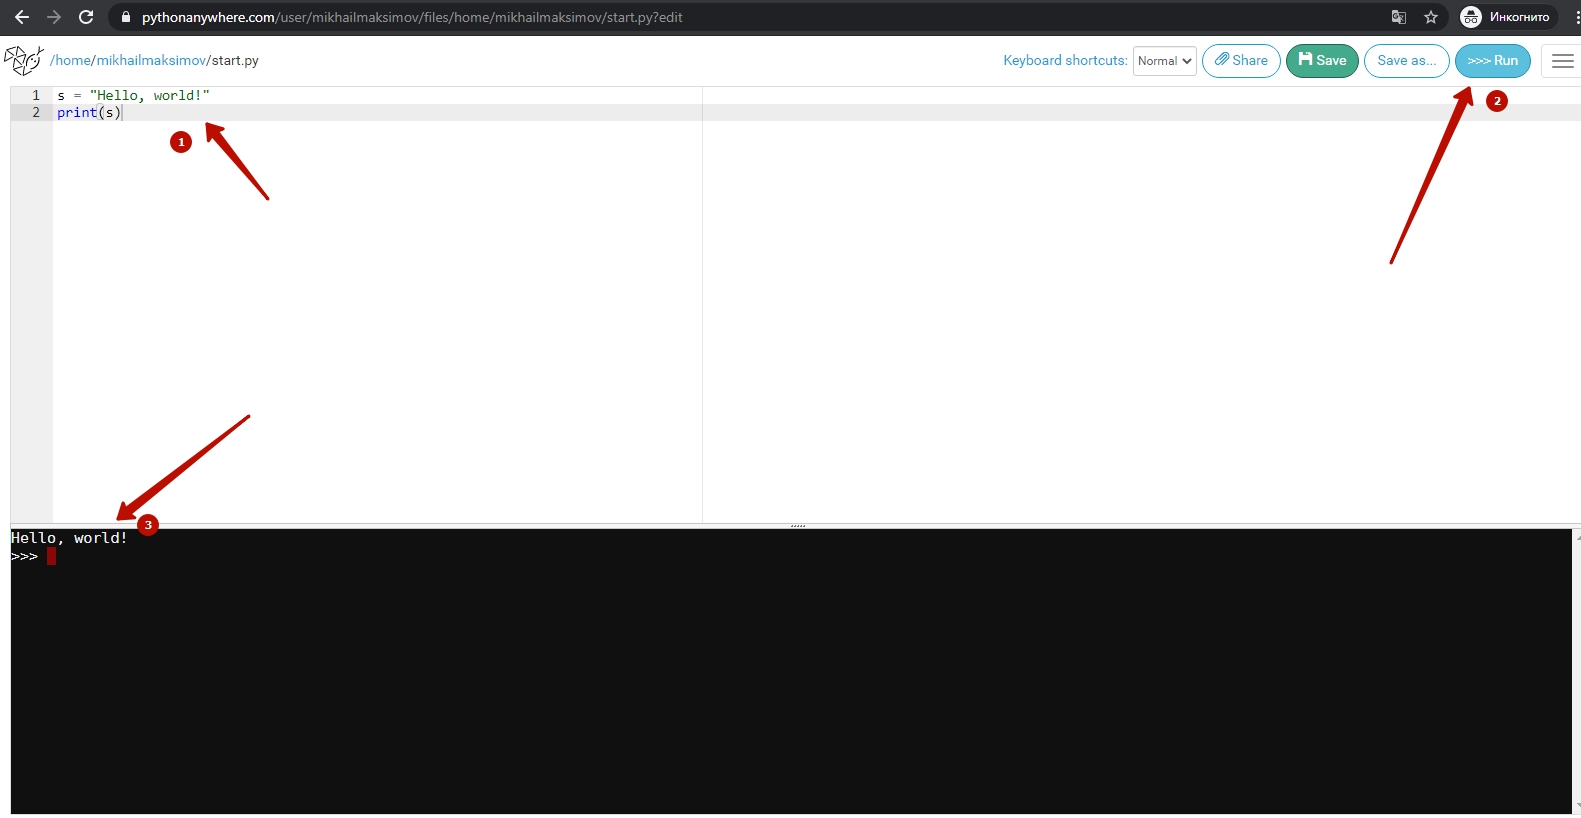 pythonanywhere.com/user/mikhailmaksimov/files/home/mikhailmaksimov/start.py?edit
Инкогнито
/home/mikhailmaksimov/start.py
Keyboard shortcuts:
Normal
Share
Save
Save as...
>>> Run
1 s = "Hello, world!"
2 print(s)
1
2
3
Hello, world!
>>>